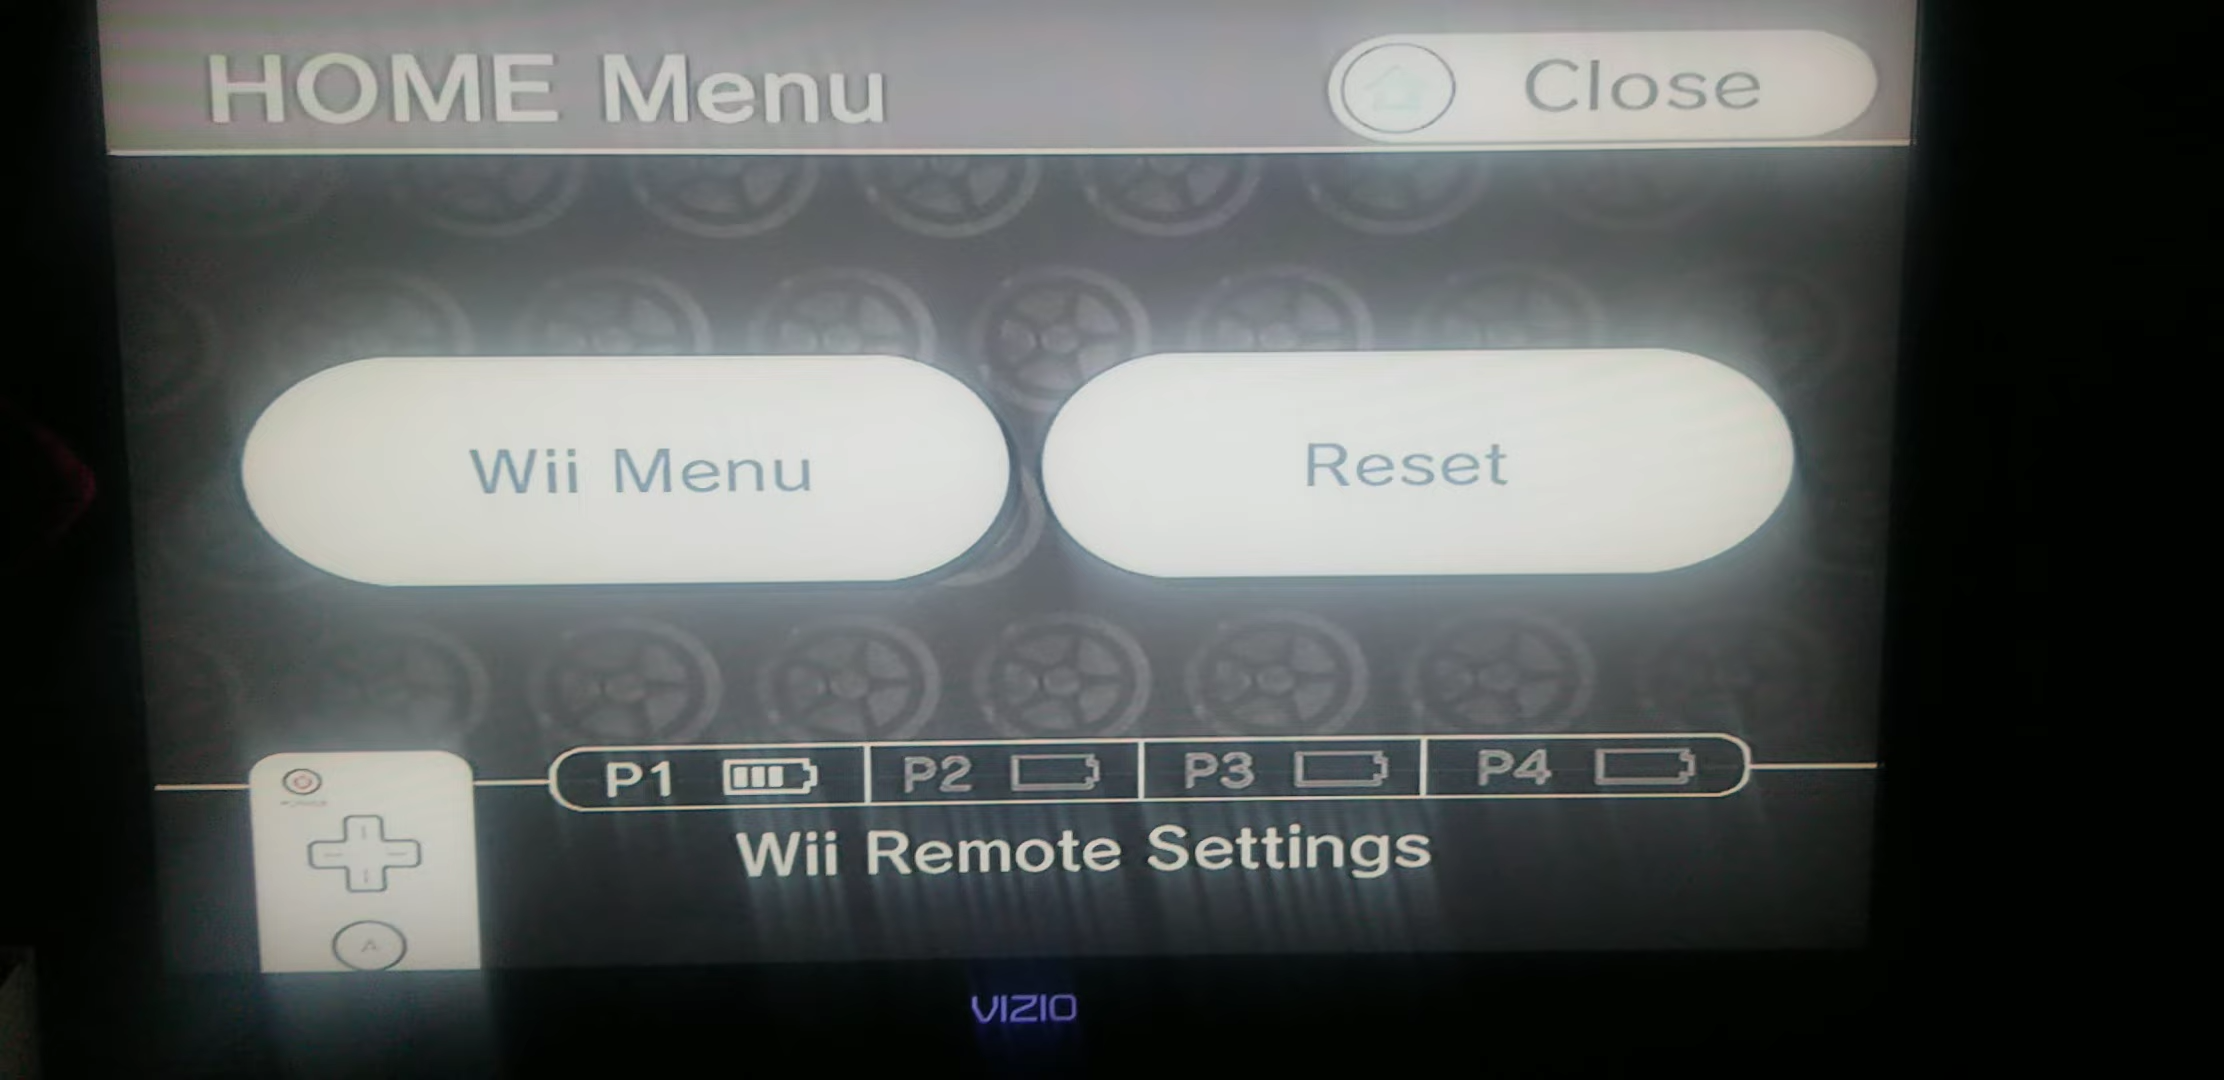 HOME Menu
Close
Wii Menu
Reset
P1
P2
P3
P4
Wii Remote Settings
A
VIZIO